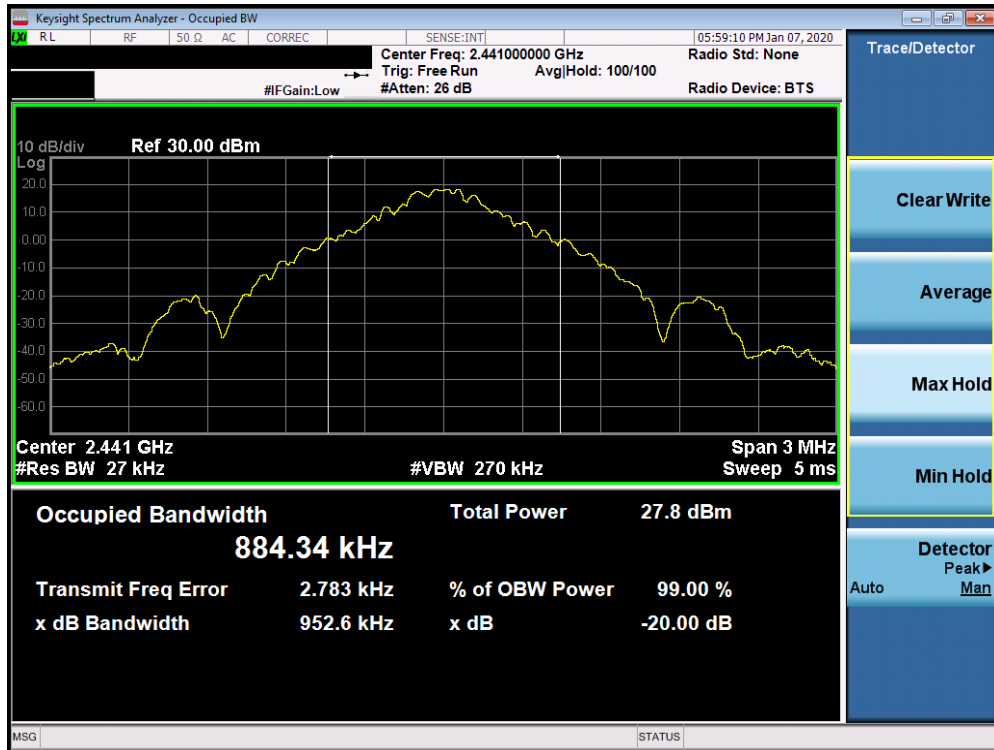 Keysight Spectrum Analyzer - Occupied BW
LXI RL RF 50 Ω AC CORREC SENSE:INT 05:59:10 PM Jan 07, 2020
Center Freq: 2.441000000 GHz Radio Std: None
Trig: Free Run Avg|Hold: 100/100
#IFGain:Low #Atten: 26 dB Radio Device: BTS
Trace/Detector
10 dB/div Ref 30.00 dBm
Log
20.0
10.0
0.00
-10.0
-20.0
-30.0
-40.0
-50.0
-60.0
Center 2.441 GHz Span 3 MHz
#Res BW 27 kHz #VBW 270 kHz Sweep 5 ms
Occupied Bandwidth Total Power 27.8 dBm
884.34 kHz
Transmit Freq Error 2.783 kHz % of OBW Power 99.00 %
x dB Bandwidth 952.6 kHz x dB -20.00 dB
Clear Write
Average
Max Hold
Min Hold
Detector
Peak▶
Auto Man
MSG STATUS